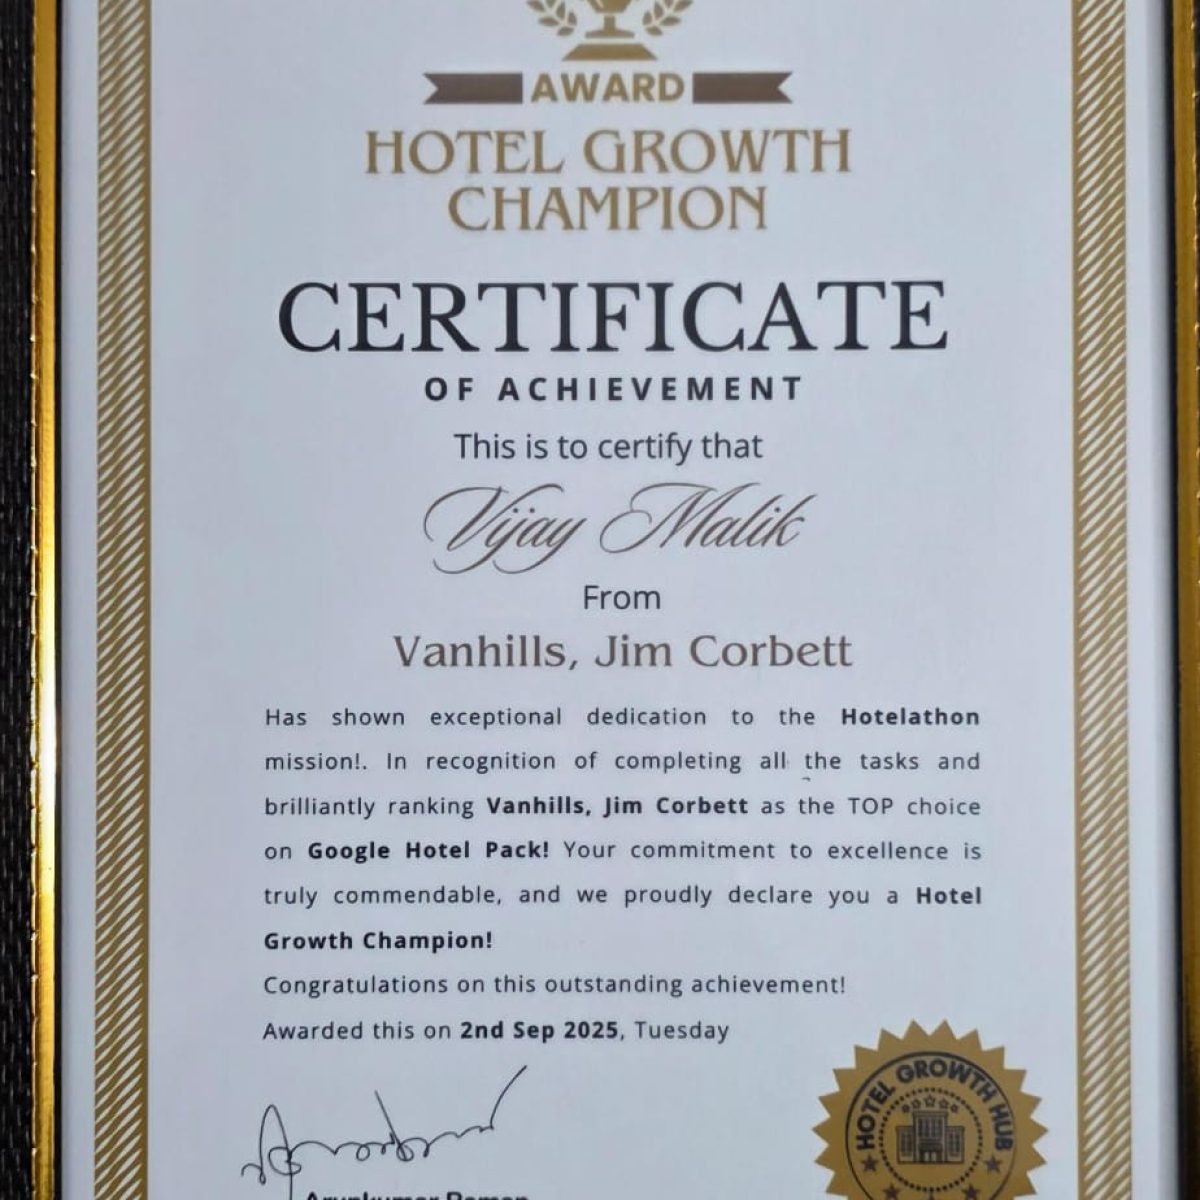 AWARD
HOTEL GROWTH
CHAMPION
CERTIFICATE
OF ACHIEVEMENT
This is to certify that
Vijay Malik
From
Vanhills, Jim Corbett
Has shown exceptional dedication to the Hotelathon
mission!. In recognition of completing all the tasks and
brilliantly ranking Vanhills, Jim Corbett as the TOP choice
on Google Hotel Pack! Your commitment to excellence is
truly commendable, and we proudly declare you a Hotel
Growth Champion!
Congratulations on this outstanding achievement!
Awarded this on 2nd Sep 2025, Tuesday
HOTEL GROWTH HUB